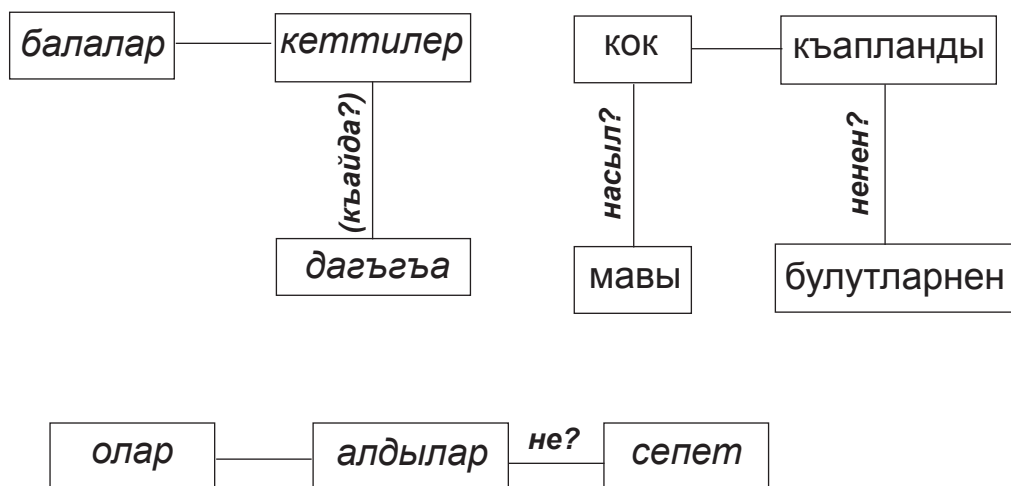 балалар кеттилер кок къапланды
(къайда?) насыл? ненен?
дагъгъа мавы булутларнен
олар алдылар не? сепет